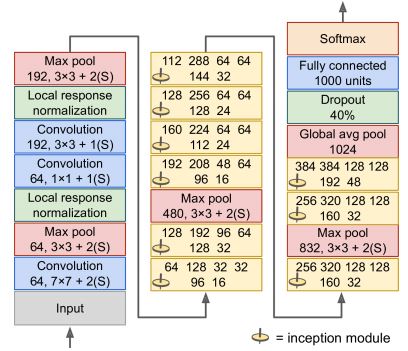 Max pool
192, 3×3 + 2(S)
Local response
normalization
Convolution
192, 3×3 + 1(S)
Convolution
64, 1×1 + 1(S)
Local response
normalization
Max pool
64, 3×3 + 2(S)
Convolution
64, 7×7 + 2(S)
Input
112 288 64 64
144 32
128 256 64 64
128 24
160 224 64 64
112 24
192 208 48 64
96 16
Max pool
480, 3×3 + 2(S)
128 192 96 64
128 32
64 128 32 32
96 16
Softmax
Fully connected
1000 units
Dropout
40%
Global avg pool
1024
384 384 128 128
192 48
256 320 128 128
160 32
Max pool
832, 3×3 + 2(S)
256 320 128 128
160 32
= inception module